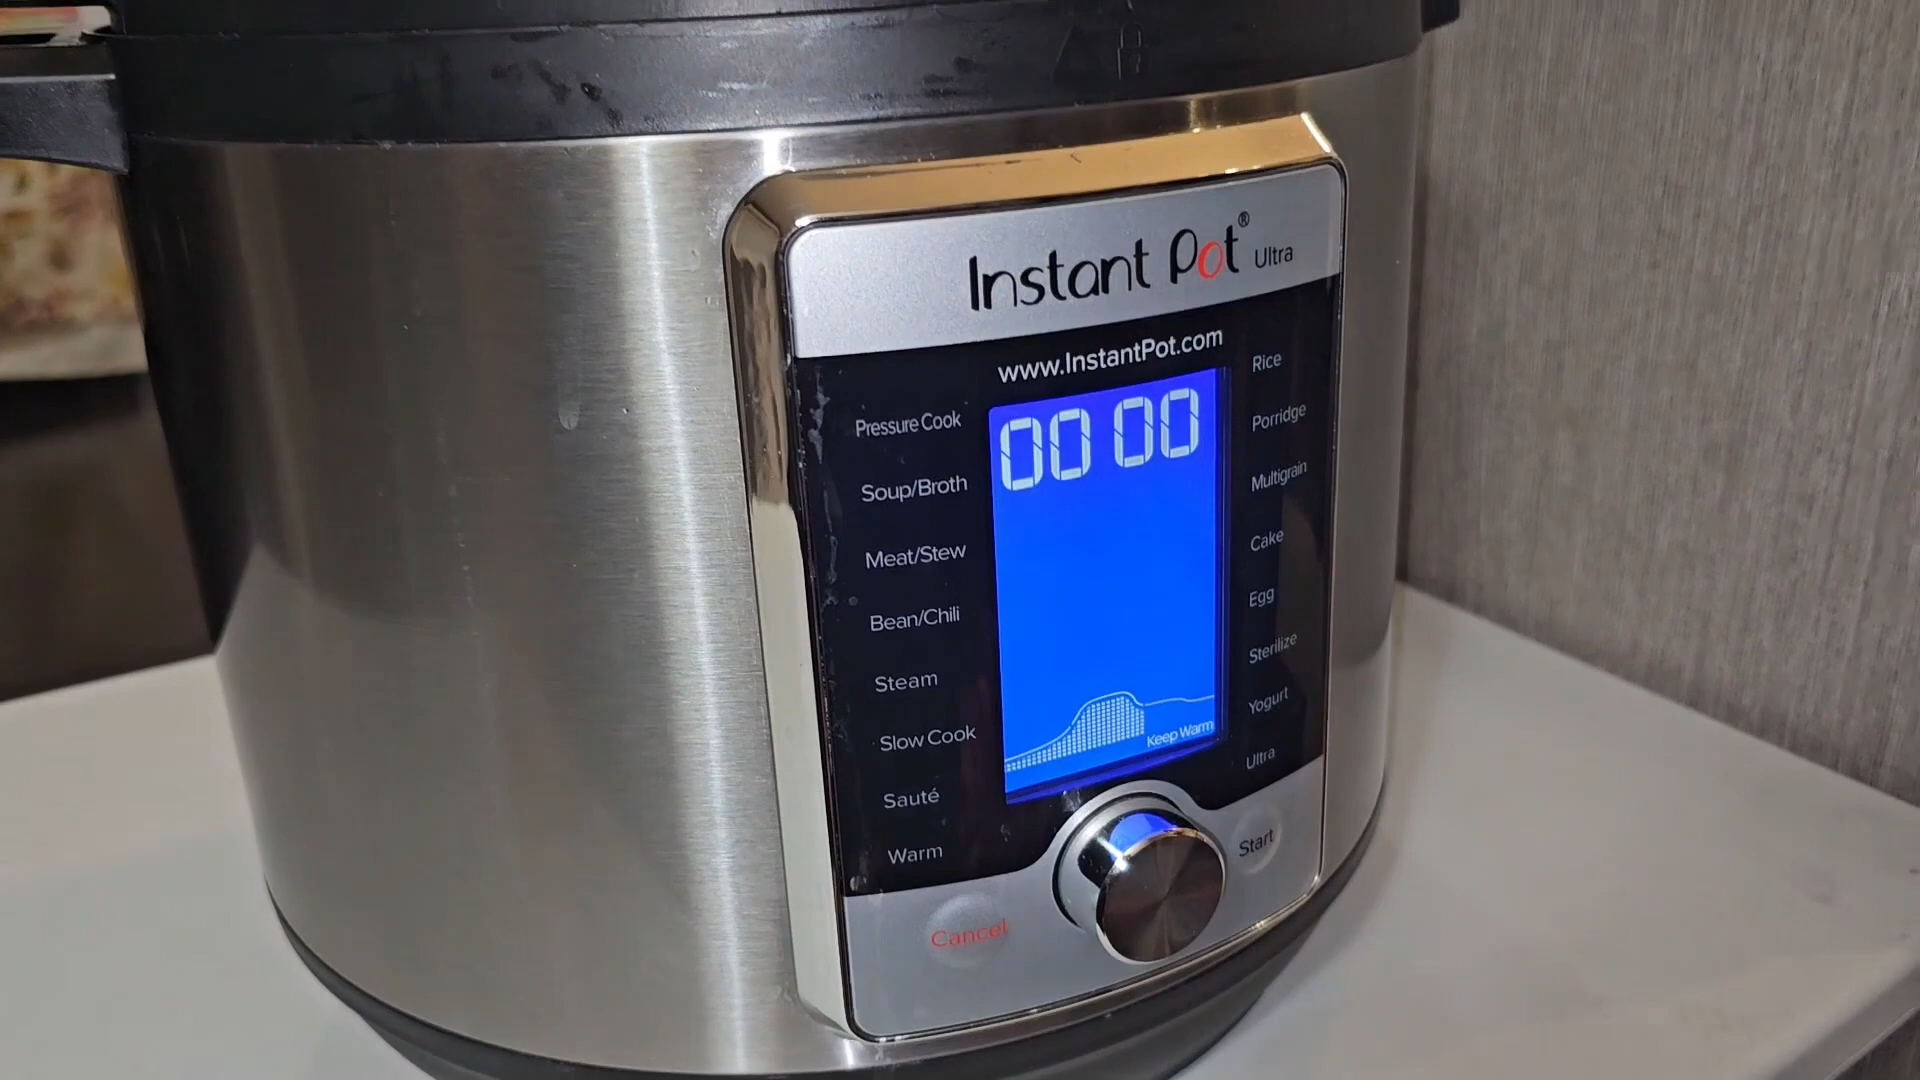 Instant Pot® Ultra
www.InstantPot.com
00 00
Pressure Cook
Soup/Broth
Meat/Stew
Bean/Chili
Steam
Slow Cook
Sauté
Warm
Rice
Porridge
Multigrain
Cake
Egg
Sterilize
Yogurt
Ultra
Keep Warm
Cancel
Start